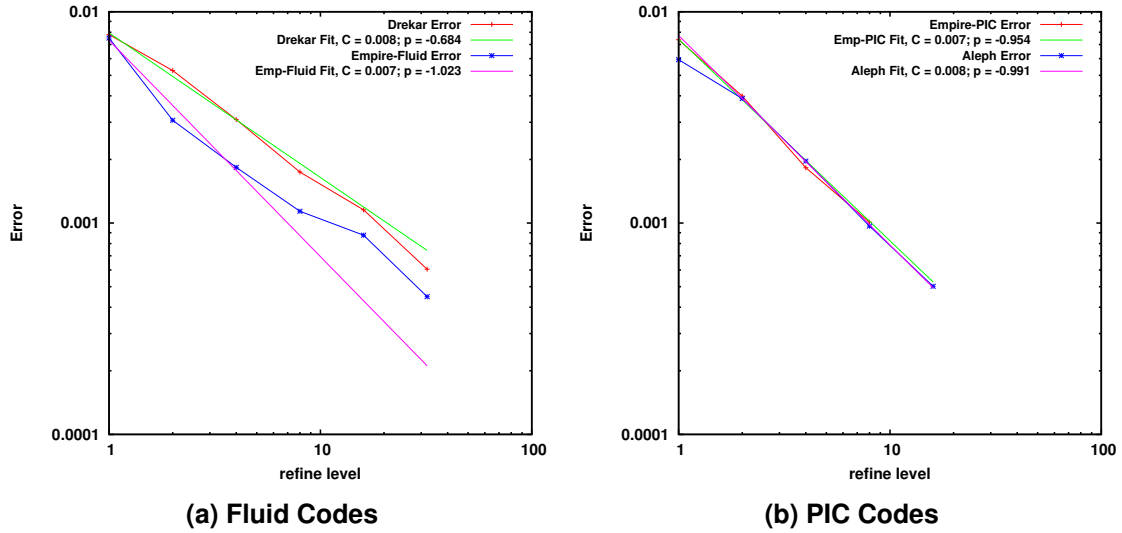 0.01
0.001
0.0001
1
10
100
Error
refine level
Drekar Error
Drekar Fit, C = 0.008; p = -0.684
Empire-Fluid Error
Emp-Fluid Fit, C = 0.007; p = -1.023
(a) Fluid Codes
0.01
0.001
0.0001
1
10
100
Error
refine level
Empire-PIC Error
Emp-PIC Fit, C = 0.007; p = -0.954
Aleph Error
Aleph Fit, C = 0.008; p = -0.991
(b) PIC Codes